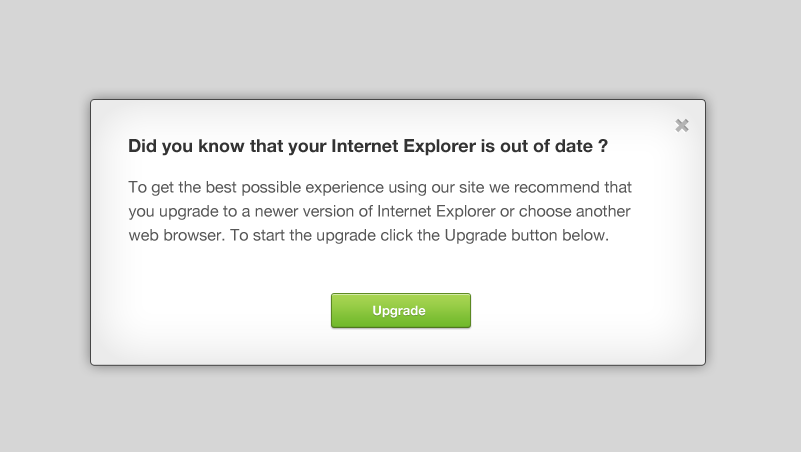 Did you know that your Internet Explorer is out of date ?
To get the best possible experience using our site we recommend that
you upgrade to a newer version of Internet Explorer or choose another
web browser. To start the upgrade click the Upgrade button below.
Upgrade